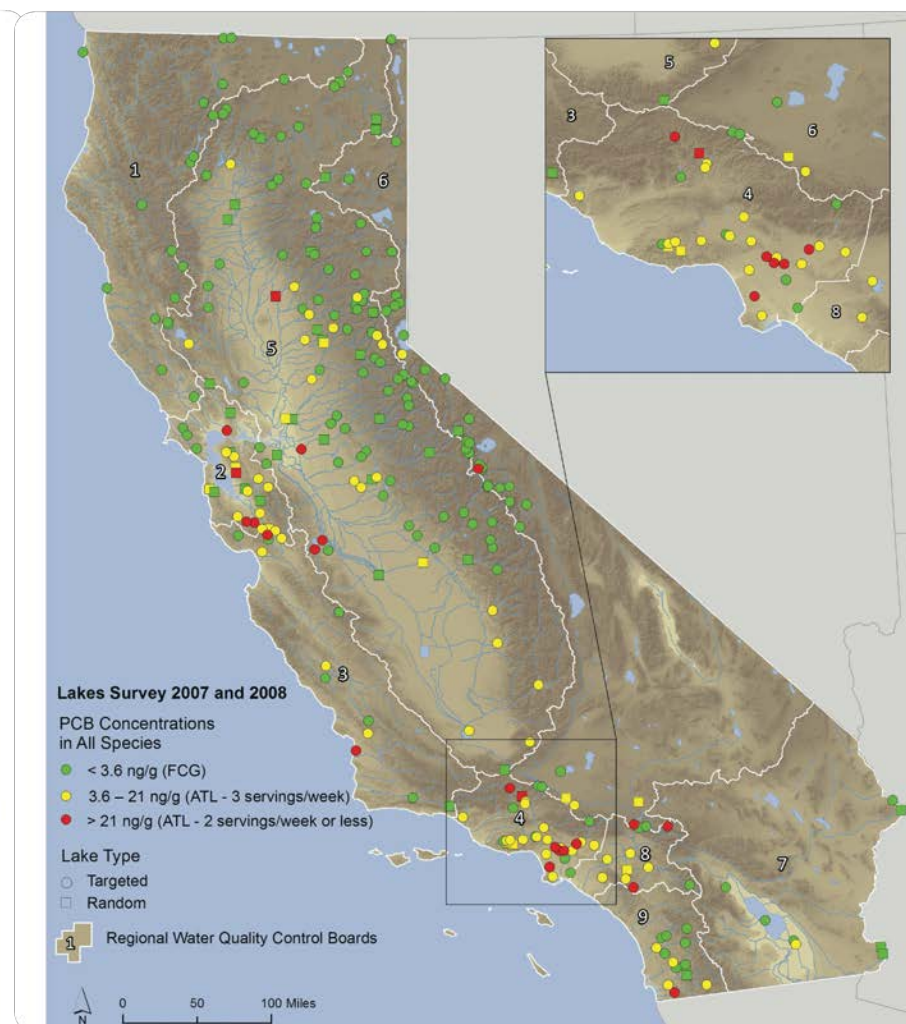 5
3
6
4
8
1
6
5
2
3
4
8
7
9
Lakes Survey 2007 and 2008
PCB Concentrations
in All Species
< 3.6 ng/g (FCG)
3.6 – 21 ng/g (ATL - 3 servings/week)
> 21 ng/g (ATL - 2 servings/week or less)
Lake Type
Targeted
Random
1 Regional Water Quality Control Boards
N
0 50 100 Miles